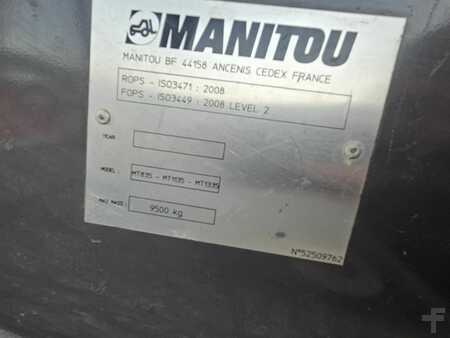 MANITOU
MANITOU BF 44158 ANCENIS CEDEX FRANCE
ROPS - ISO3471 : 2008
FOPS - ISO3449 : 2008 LEVEL 2
YEAR
MODEL : MT835 - MT1135 - MT1335
MAX MASS : 9500 kg
N°52509762
F